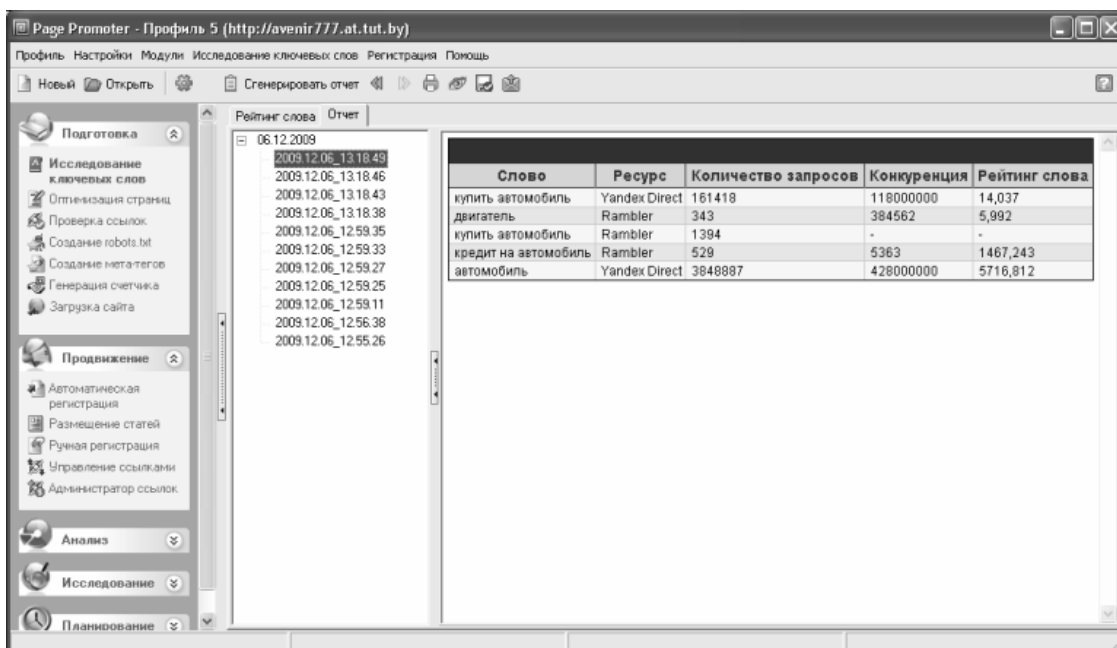 Page Promoter - Профиль 5 (http://avenir777.at.tut.by)
Профиль Настройки Модули Исследование ключевых слов Регистрация Помощь
Новый Открыть Сгенерировать отчет
Подготовка
Исследование
ключевых слов
Оптимизация страниц
Проверка ссылок
Создание robots.txt
Создание мета-тегов
Генерация счетчика
Загрузка сайта
Продвижение
Автоматическая
регистрация
Размещение статей
Ручная регистрация
Управление ссылками
Администратор ссылок
Анализ
Исследование
Планирование
Рейтинг слова Отчет
06.12.2009
2009.12.06_13.18.49
2009.12.06_13.18.46
2009.12.06_13.18.43
2009.12.06_13.18.38
2009.12.06_12.59.35
2009.12.06_12.59.33
2009.12.06_12.59.27
2009.12.06_12.59.25
2009.12.06_12.59.11
2009.12.06_12.56.38
2009.12.06_12.55.26
Слово Ресурс Количество запросов Конкуренция Рейтинг слова
купить автомобиль Yandex Direct 161418 118000000 14,037
двигатель Rambler 343 384562 5,992
купить автомобиль Rambler 1394 - -
кредит на автомобиль Rambler 529 5363 1467,243
автомобиль Yandex Direct 3848887 428000000 5716,812